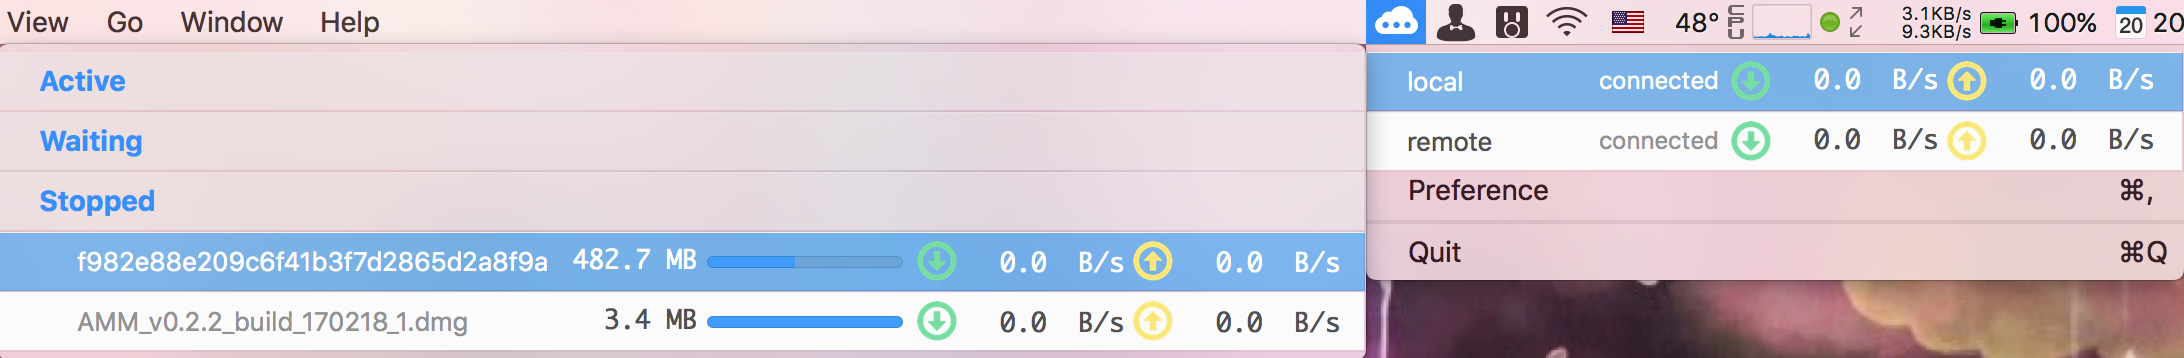 View Go Window Help 48° CPU 3.1KB/s 100% 20 20
9.3KB/s
Active
Waiting
Stopped
f982e88e209c6f41b3f7d2865d2a8f9a 482.7 MB 0.0 B/s 0.0 B/s
AMM_v0.2.2_build_170218_1.dmg 3.4 MB 0.0 B/s 0.0 B/s
local connected 0.0 B/s 0.0 B/s
remote connected 0.0 B/s 0.0 B/s
Preference ⌘,
Quit ⌘Q